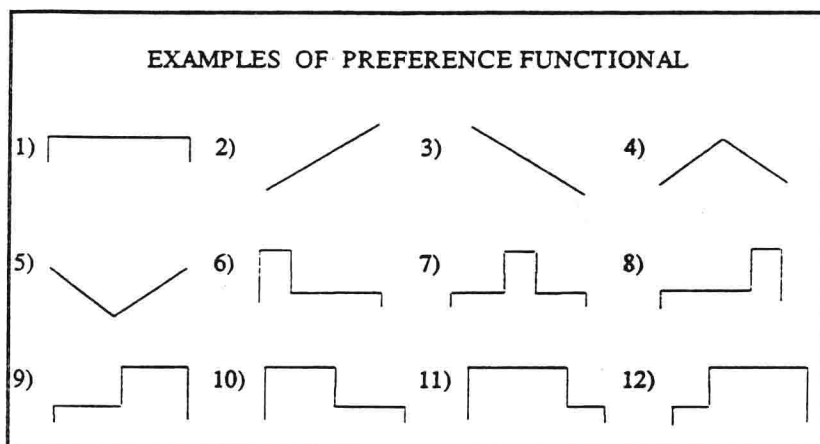 EXAMPLES OF PREFERENCE FUNCTIONAL
1) 2) 3) 4)
5) 6) 7) 8)
9) 10) 11) 12)